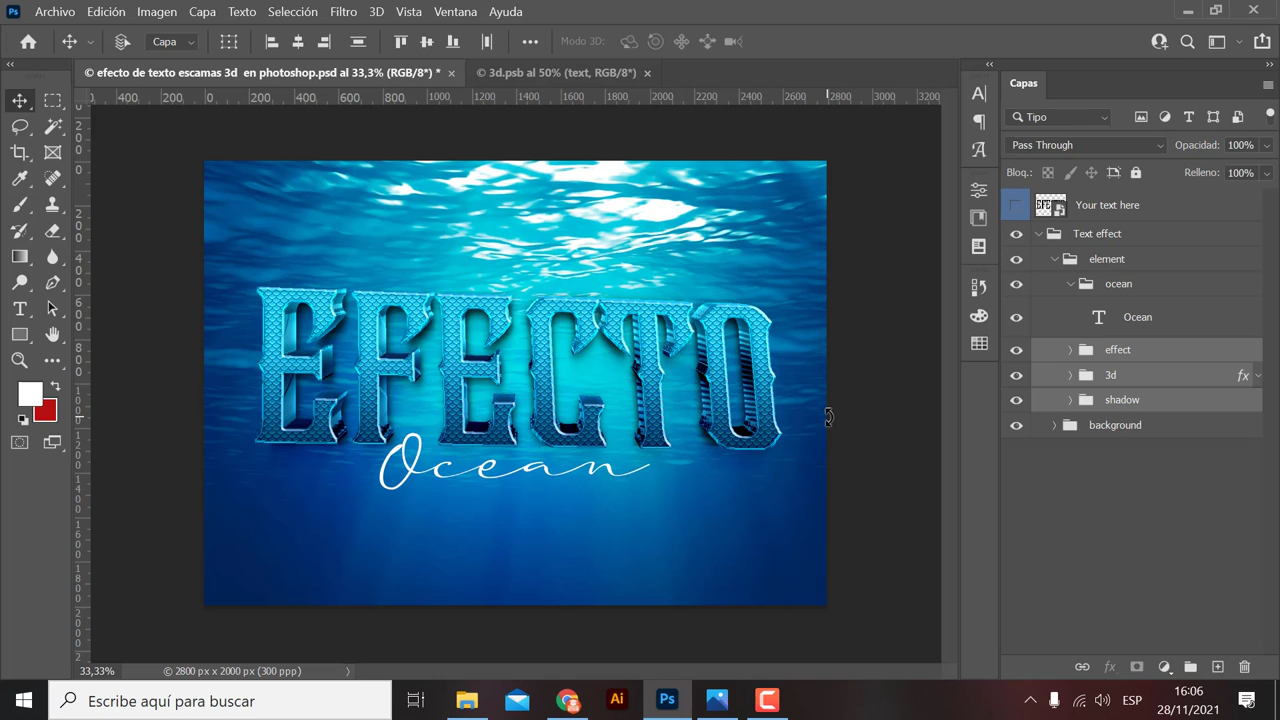 Ps Archivo Edición Imagen Capa Texto Selección Filtro 3D Vista Ventana Ayuda
Capa Modo 3D:
© efecto de texto escamas 3d en photoshop.psd al 33,3% (RGB/8*) * × © 3d.psb al 50% (text, RGB/8*) ×
400 200 0 200 400 600 800 1000 1200 1400 1600 1800 2000 2200 2400 2600 2800 3000 3200
Capas
Tipo
Pass Through Opacidad: 100%
Bloq.: Relleno: 100%
Your text here
Text effect
element
ocean
T Ocean
effect
3d fx
shadow
background
EFECTO
Ocean
33,33% © 2800 px x 2000 px (300 ppp)
Escribe aquí para buscar
Ai Ps
ESP
16:06
28/11/2021